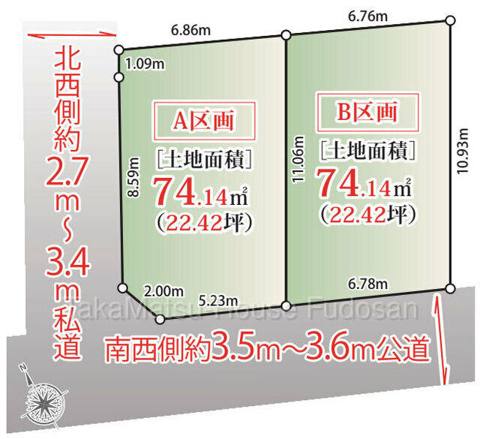 6.86m
6.76m
1.09m
8.59m
A区画
[土地面積]
74.14㎡
(22.42坪)
11.06m
B区画
[土地面積]
74.14㎡
(22.42坪)
10.93m
2.00m
5.23m
6.78m
北西側約2.7m〜3.4m私道
TakaMatsu-House Fudosan
南西側約3.5m〜3.6m公道
N